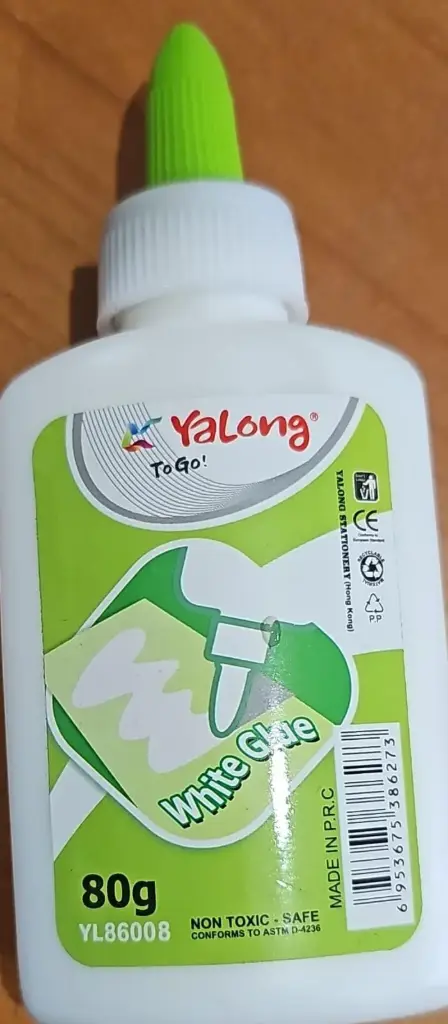 YaLong®
To Go!
YALONG STATIONERY (Hong Kong)
CE
RECYCLABLE
PP
White Glue
MADE IN P.R.C
6 953675 386273
80g
YL86008
NON TOXIC - SAFE
CONFORMS TO ASTM D-4236